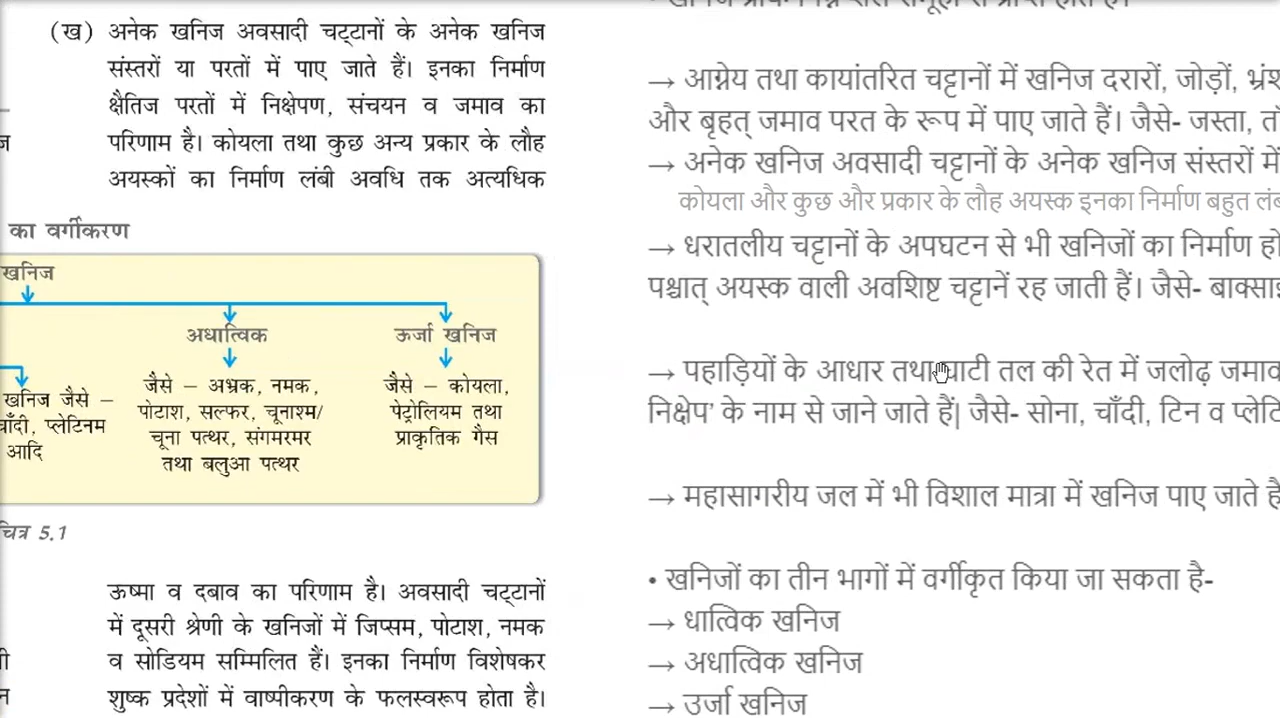 (ख) अनेक खनिज अवसादी चट्टानों के अनेक खनिज
संस्तरों या परतों में पाए जाते हैं। इनका निर्माण
क्षैतिज परतों में निक्षेपण, संचयन व जमाव का
परिणाम है। कोयला तथा कुछ अन्य प्रकार के लौह
अयस्कों का निर्माण लंबी अवधि तक अत्यधिक
का वर्गीकरण
खनिज
अधात्विक
ऊर्जा खनिज
खनिज जैसे –
चाँदी, प्लेटिनम
आदि
जैसे – अभ्रक, नमक,
पोटाश, सल्फर, चूनाश्म/
चूना पत्थर, संगमरमर
तथा बलुआ पत्थर
जैसे – कोयला,
पेट्रोलियम तथा
प्राकृतिक गैस
चित्र 5.1
ऊष्मा व दबाव का परिणाम है। अवसादी चट्टानों
में दूसरी श्रेणी के खनिजों में जिप्सम, पोटाश, नमक
व सोडियम सम्मिलित हैं। इनका निर्माण विशेषकर
शुष्क प्रदेशों में वाष्पीकरण के फलस्वरूप होता है।
→ आग्नेय तथा कायांतरित चट्टानों में खनिज दरारों, जोड़ों,
और बृहत् जमाव परत के रूप में पाए जाते हैं। जैसे- जस्ता,
→ अनेक खनिज अवसादी चट्टानों के अनेक खनिज संस्तरों में
कोयला और कुछ और प्रकार के लौह अयस्क इनका निर्माण बहुत
→ धरातलीय चट्टानों के अपघटन से भी खनिजों का निर्माण
पश्चात् अयस्क वाली अवशिष्ट चट्टानें रह जाती हैं। जैसे-
→ पहाड़ियों के आधार तथा घाटी तल की रेत में जलोढ़ जमाव
निक्षेप' के नाम से जाने जाते हैं| जैसे- सोना, चाँदी, टिन व
→ महासागरीय जल में भी विशाल मात्रा में खनिज पाए जाते
• खनिजों का तीन भागों में वर्गीकृत किया जा सकता है-
→ धात्विक खनिज
→ अधात्विक खनिज
→ उर्जा खनिज